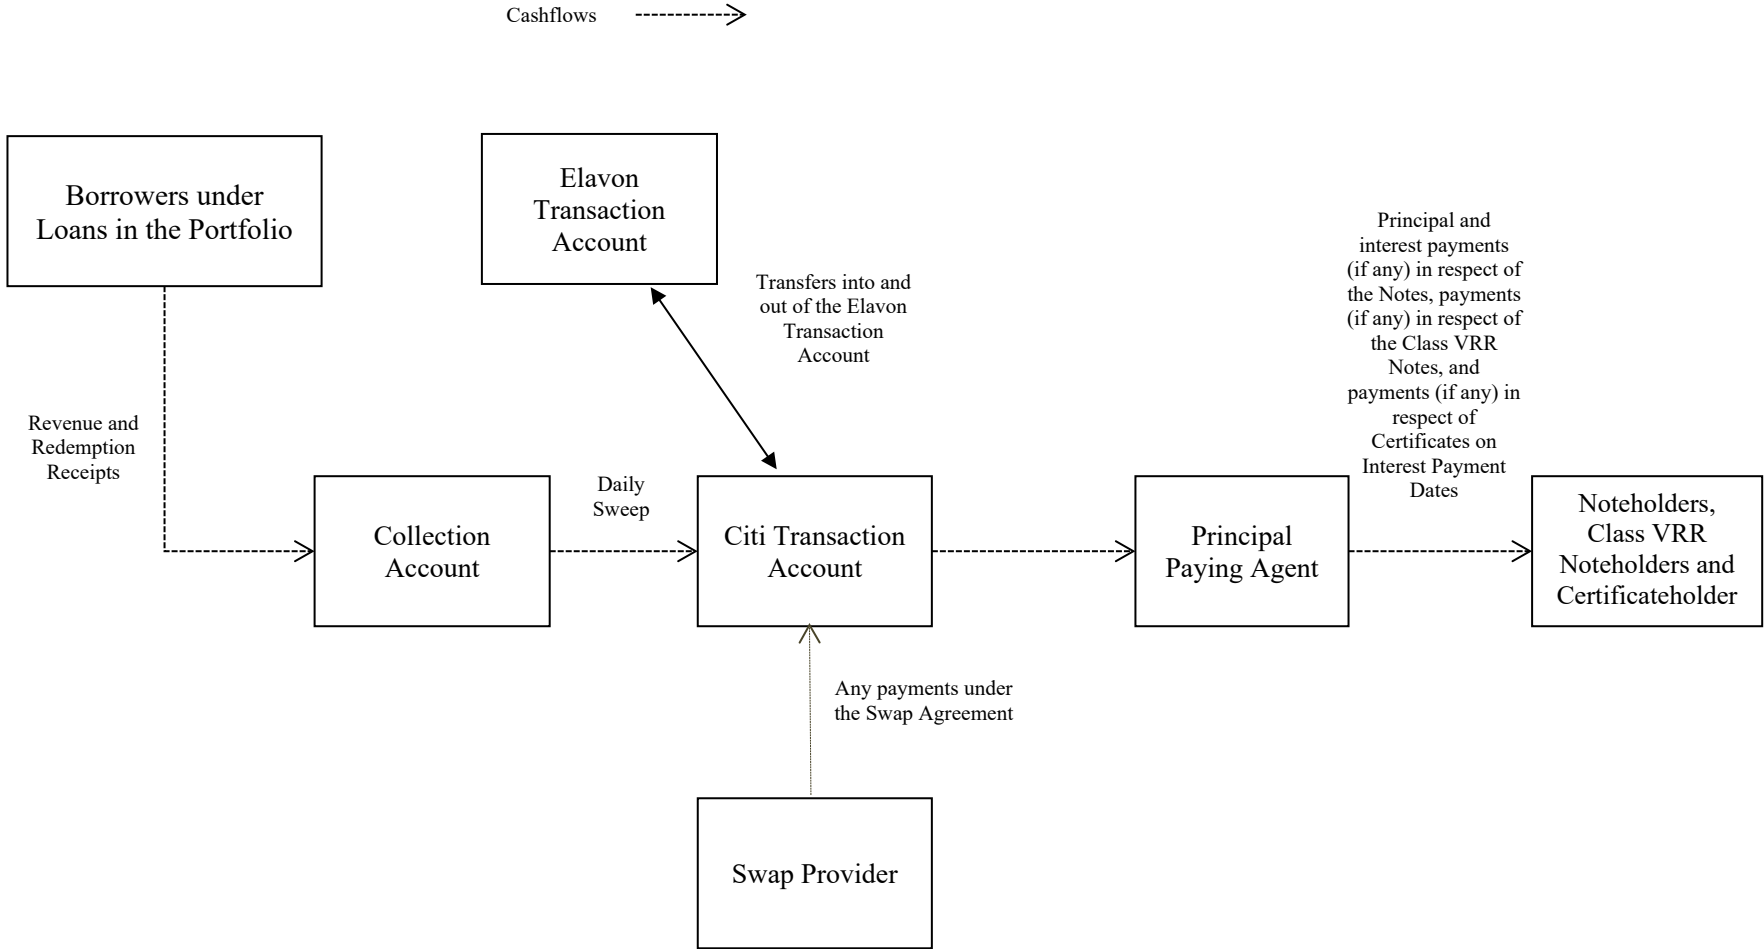 Cashflows
Borrowers under
Loans in the Portfolio
Elavon
Transaction
Account
Transfers into and
out of the Elavon
Transaction
Account
Principal and
interest payments
(if any) in respect of
the Notes, payments
(if any) in respect of
the Class VRR
Notes, and
payments (if any) in
respect of
Certificates on
Interest Payment
Dates
Revenue and
Redemption
Receipts
Collection
Account
Daily
Sweep
Citi Transaction
Account
Principal
Paying Agent
Noteholders,
Class VRR
Noteholders and
Certificateholder
Any payments under
the Swap Agreement
Swap Provider